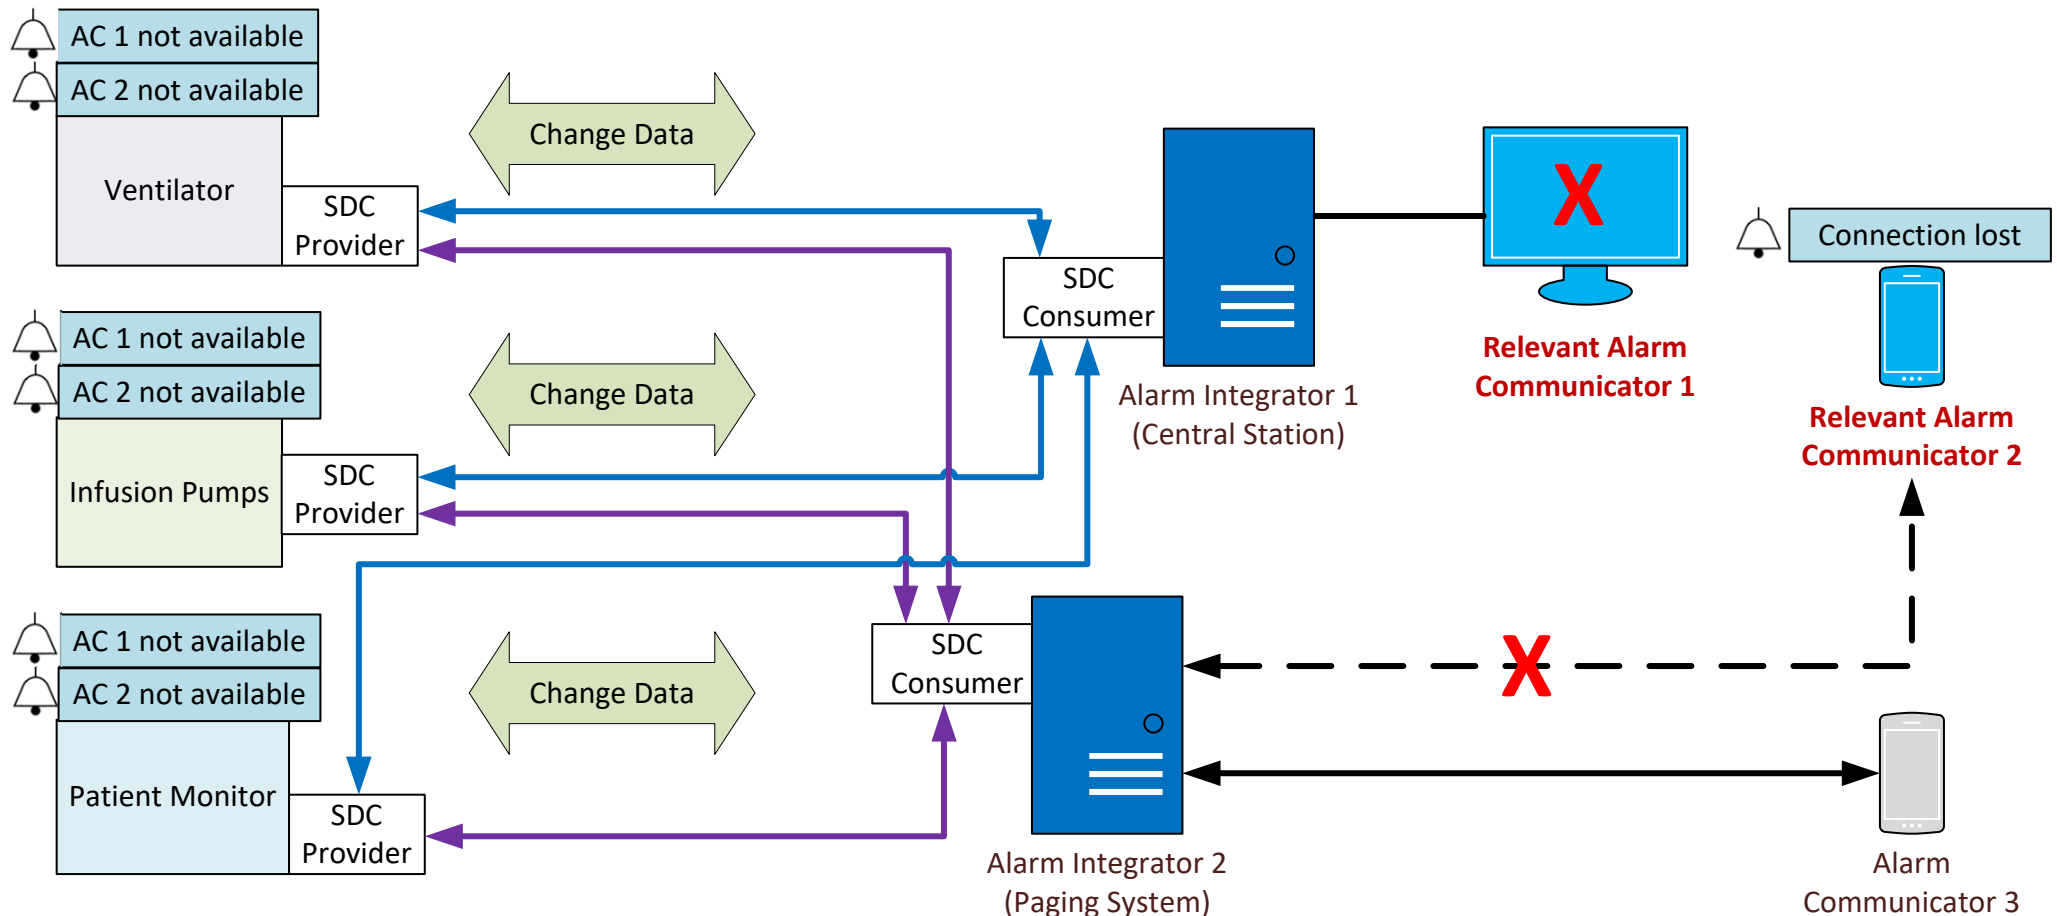 AC 1 not available
AC 2 not available
Ventilator
SDC
Provider
Change Data
SDC
Consumer
Alarm Integrator 1
(Central Station)
X
Relevant Alarm
Communicator 1
Connection lost
Relevant Alarm
Communicator 2
AC 1 not available
AC 2 not available
Infusion Pumps
SDC
Provider
Change Data
AC 1 not available
AC 2 not available
Patient Monitor
SDC
Provider
Change Data
SDC
Consumer
Alarm Integrator 2
(Paging System)
X
Alarm
Communicator 3